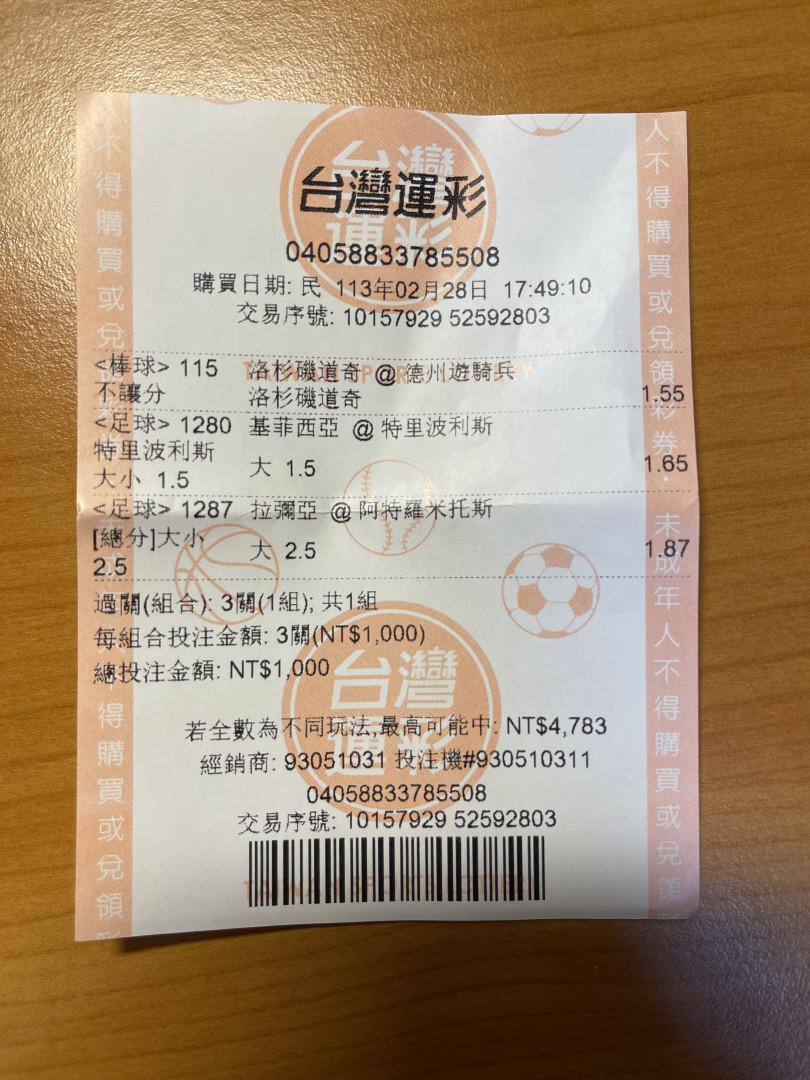 台灣運彩
04058833785508
購買日期: 民 113年02月28日 17:49:10
交易序號: 10157929 52592803
<棒球> 115 洛杉磯道奇 @ 德州遊騎兵
不讓分 洛杉磯道奇 1.55
<足球> 1280 基菲西亞 @ 特里波利斯
特里波利斯
大小 1.5 大 1.5 1.65
<足球> 1287 拉彌亞 @ 阿特羅米托斯
[總分]大小
2.5 大 2.5 1.87
過關(組合): 3關(1組); 共1組
每組合投注金額: 3關(NT$1,000)
總投注金額: NT$1,000
若全數為不同玩法,最高可能中: NT$4,783
經銷商: 93051031 投注機#930510311
04058833785508
交易序號: 10157929 52592803
台灣
運彩
台灣
運彩
不得購買或兌
得購買或兌領
人不得購買或兌領彩券．未成年人不得購買或兌領